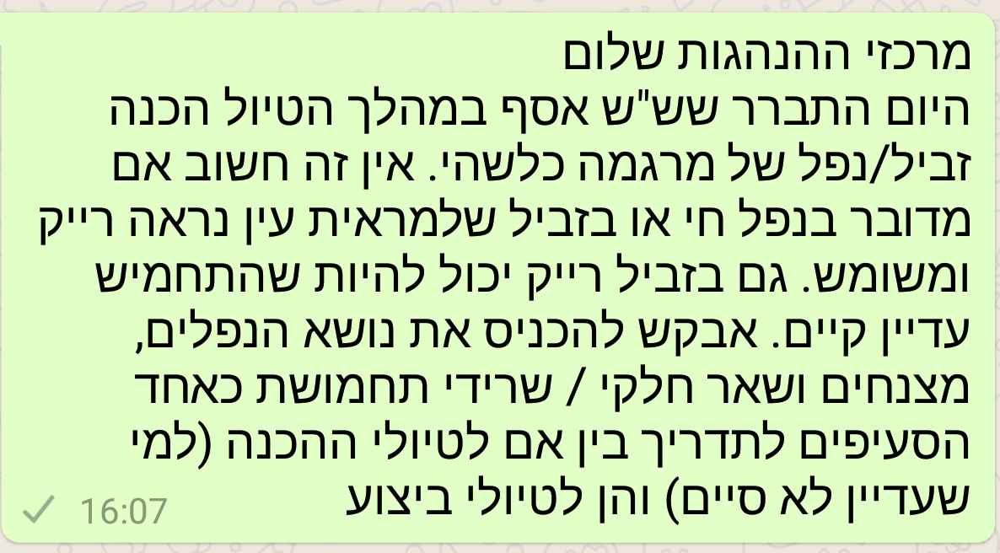 מרכזי ההנהגות שלום
היום התברר שש"ש אסף במהלך הטיול הכנה
זביל/נפל של מרגמה כלשהי. אין זה חשוב אם
מדובר בנפל חי או בזביל שלמראית עין נראה רייק
ומשומש. גם בזביל רייק יכול להיות שהתחמיש
עדיין קיים. אבקש להכניס את נושא הנפלים,
מצנחים ושאר חלקי / שרידי תחמושת כאחד
הסעיפים לתדריך בין אם לטיולי ההכנה (למי
שעדיין לא סיים) והן לטיולי ביצוע
16:07